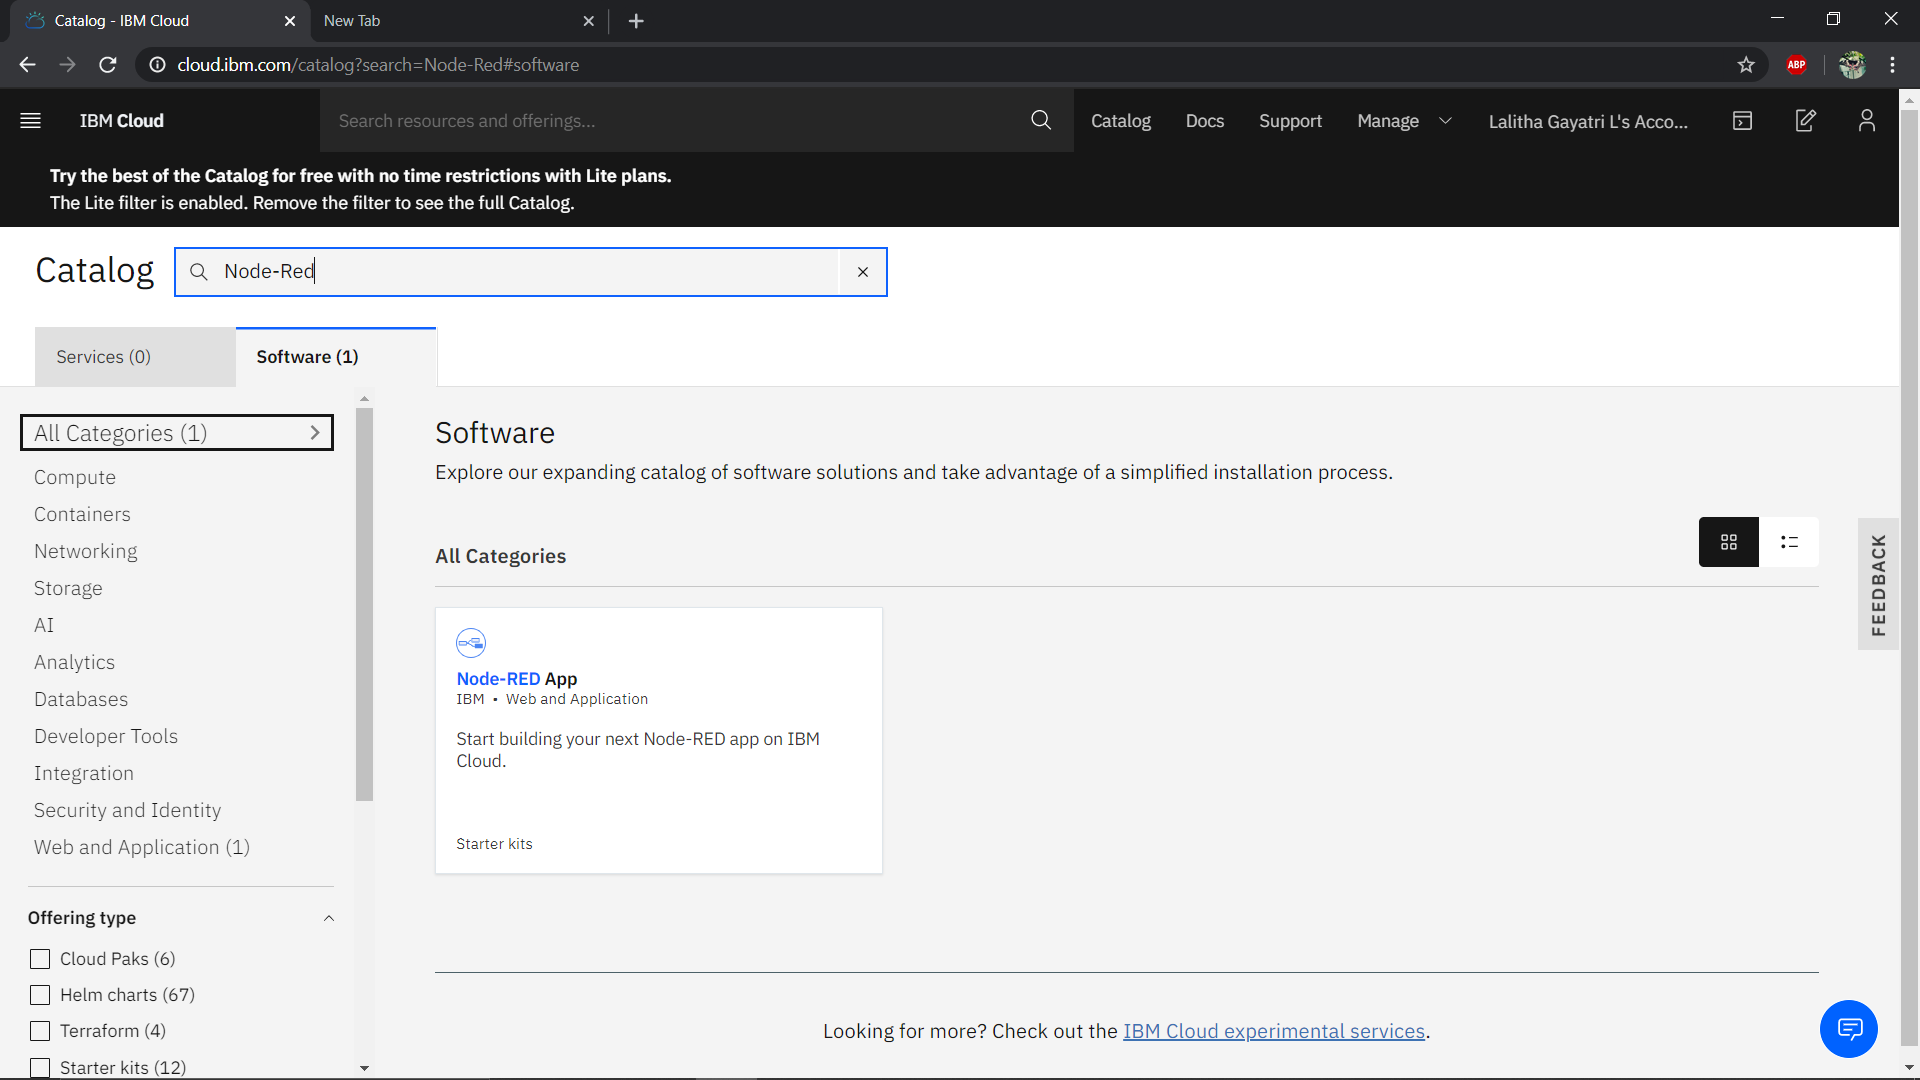 Catalog - IBM Cloud
New Tab
cloud.ibm.com/catalog?search=Node-Red#software
ABP
IBM Cloud
Search resources and offerings...
Catalog
Docs
Support
Manage
Lalitha Gayatri L's Acco...
Try the best of the Catalog for free with no time restrictions with Lite plans.
The Lite filter is enabled. Remove the filter to see the full Catalog.
Catalog
Node-Red
Services (0)
Software (1)
All Categories (1)
Compute
Containers
Networking
Storage
AI
Analytics
Databases
Developer Tools
Integration
Security and Identity
Web and Application (1)
Offering type
Cloud Paks (6)
Helm charts (67)
Terraform (4)
Starter kits (12)
Software
Explore our expanding catalog of software solutions and take advantage of a simplified installation process.
All Categories
Node-RED App
IBM • Web and Application
Start building your next Node-RED app on IBM
Cloud.
Starter kits
Looking for more? Check out the IBM Cloud experimental services.
FEEDBACK